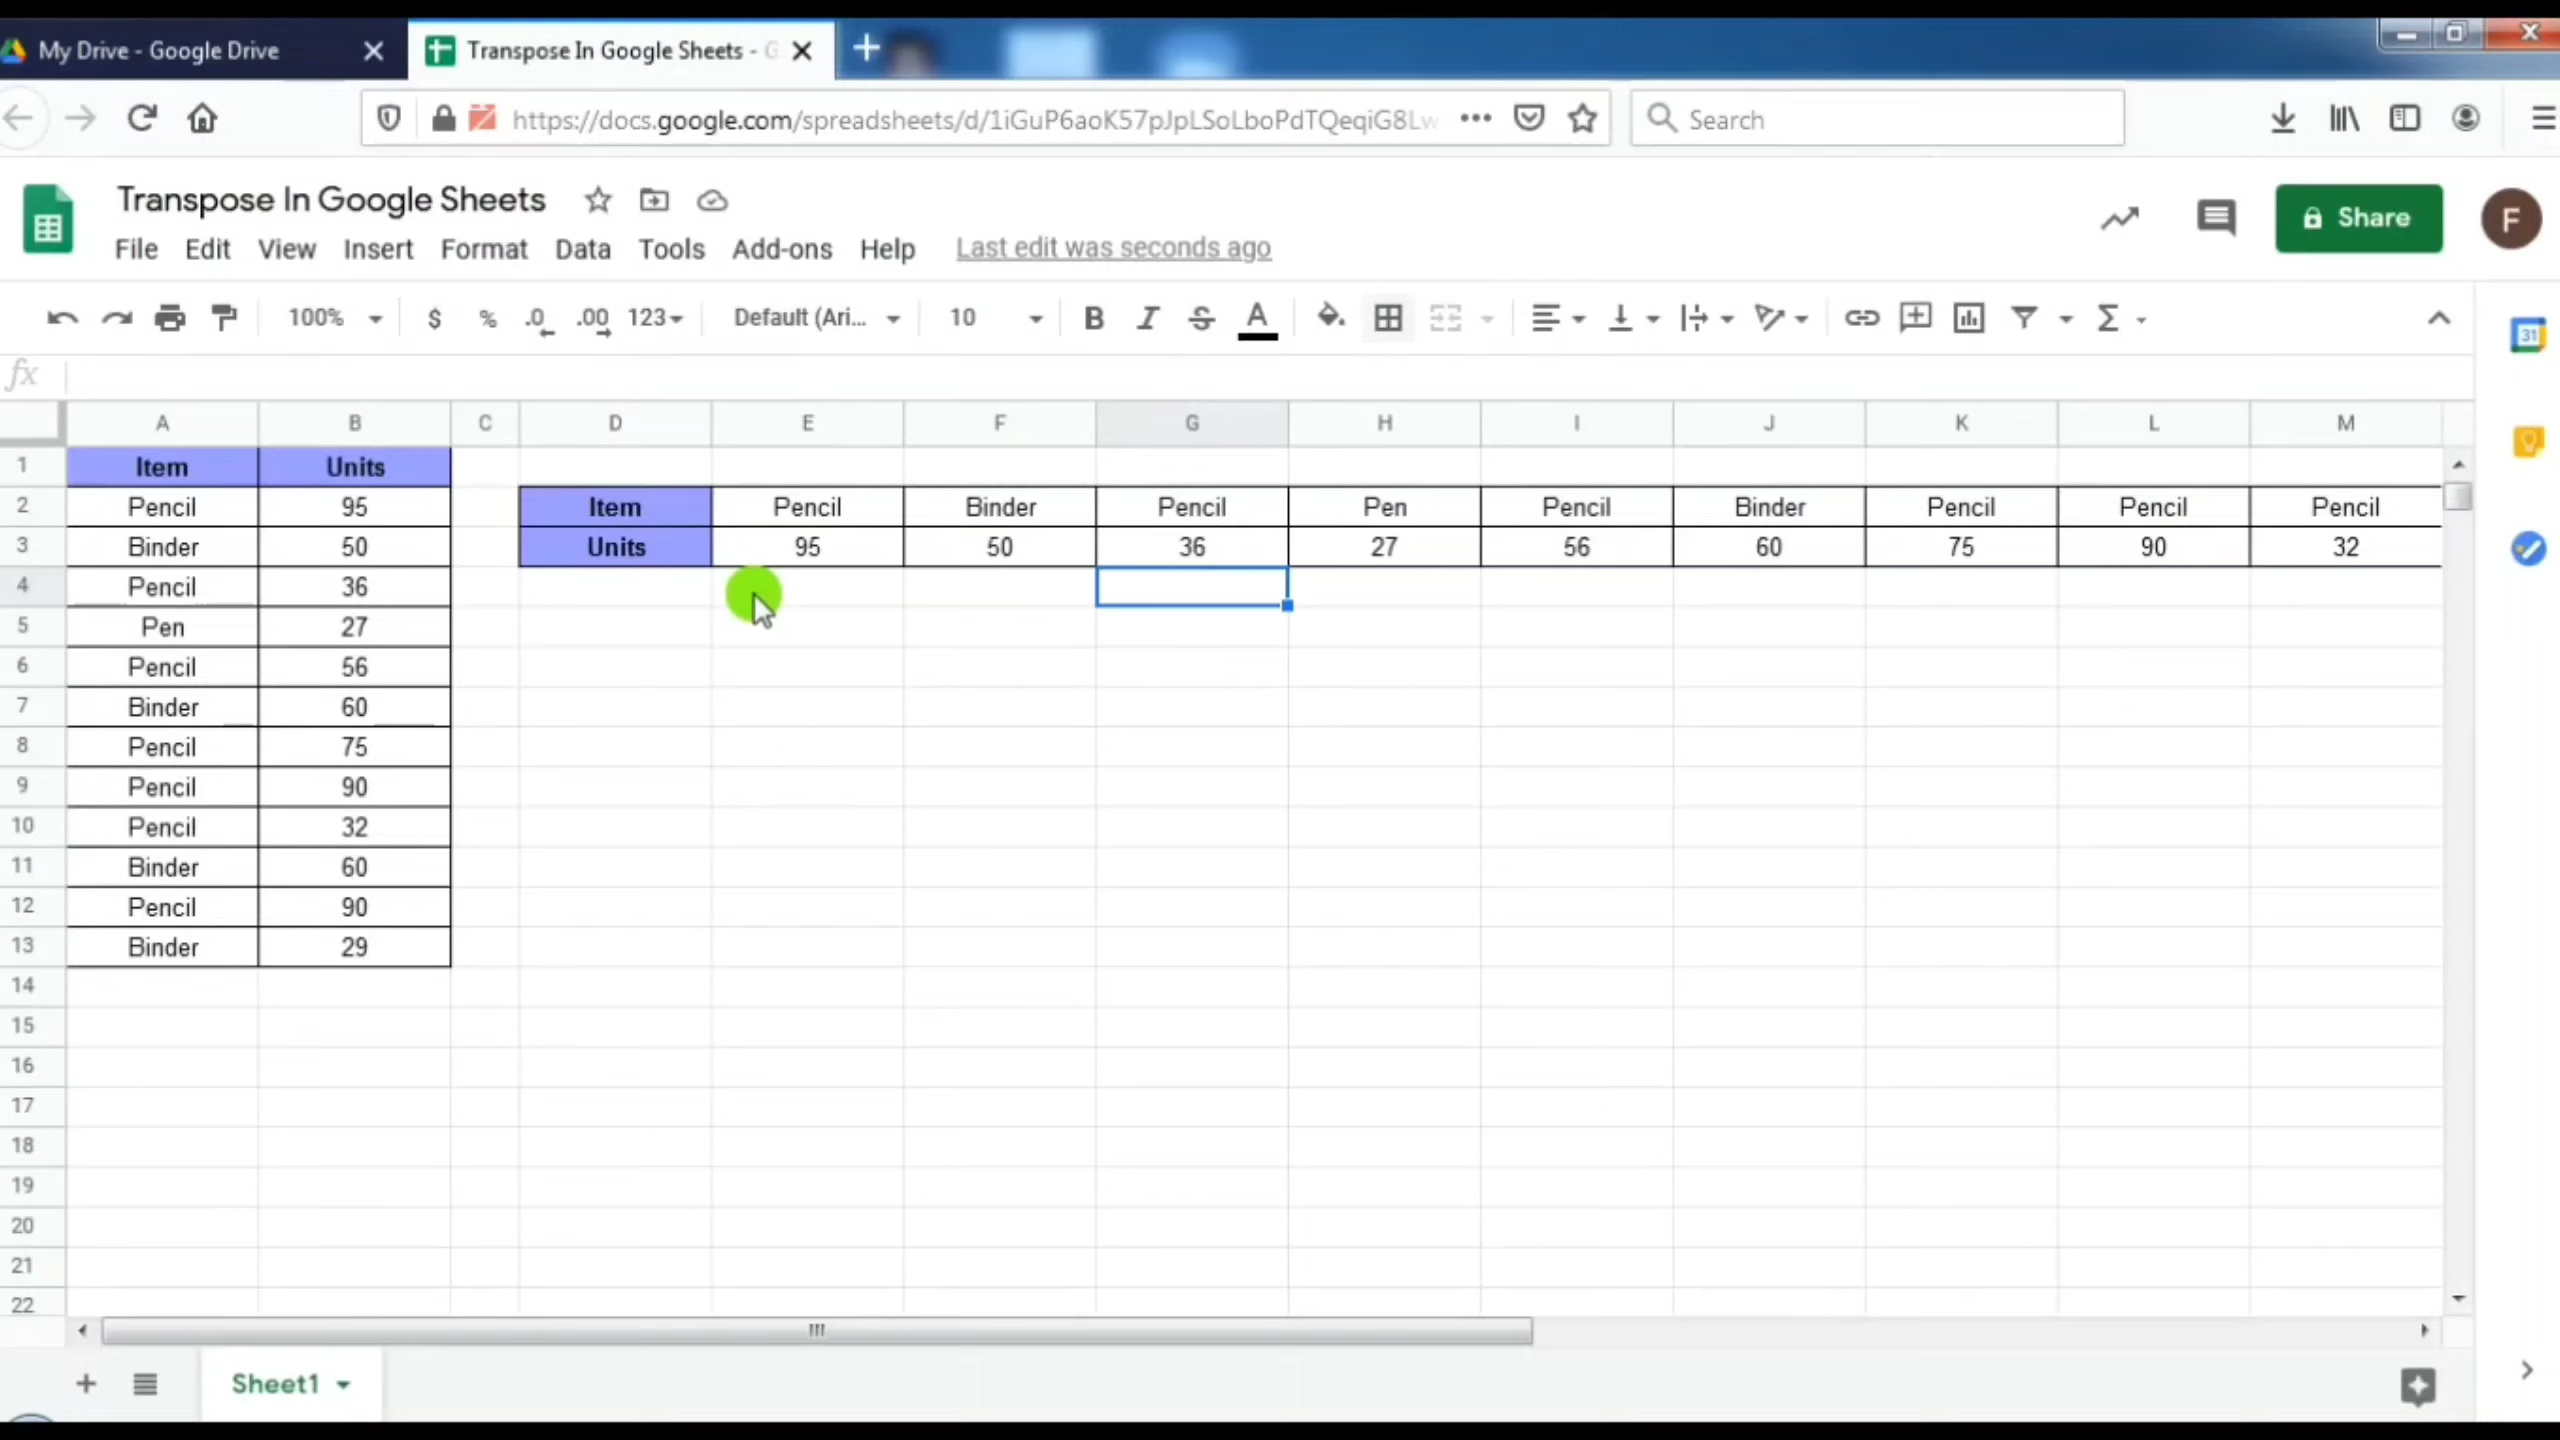 My Drive - Google Drive
Transpose In Google Sheets - G
https://docs.google.com/spreadsheets/d/1iGuP6aoK57pJpLSoLboPdTQeqiG8Lw
Search
Transpose In Google Sheets
Share
F
File Edit View Insert Format Data Tools Add-ons Help Last edit was seconds ago
100% $ % .0 .00 123 Default (Ari... 10 B I S A Σ
31
fx
A B C D E F G H I J K L M
1 Item Units
2 Pencil 95 Item Pencil Binder Pencil Pen Pencil Binder Pencil Pencil Pencil
3 Binder 50 Units 95 50 36 27 56 60 75 90 32
4 Pencil 36
5 Pen 27
6 Pencil 56
7 Binder 60
8 Pencil 75
9 Pencil 90
10 Pencil 32
11 Binder 60
12 Pencil 90
13 Binder 29
14
15
16
17
18
19
20
21
22
Sheet1